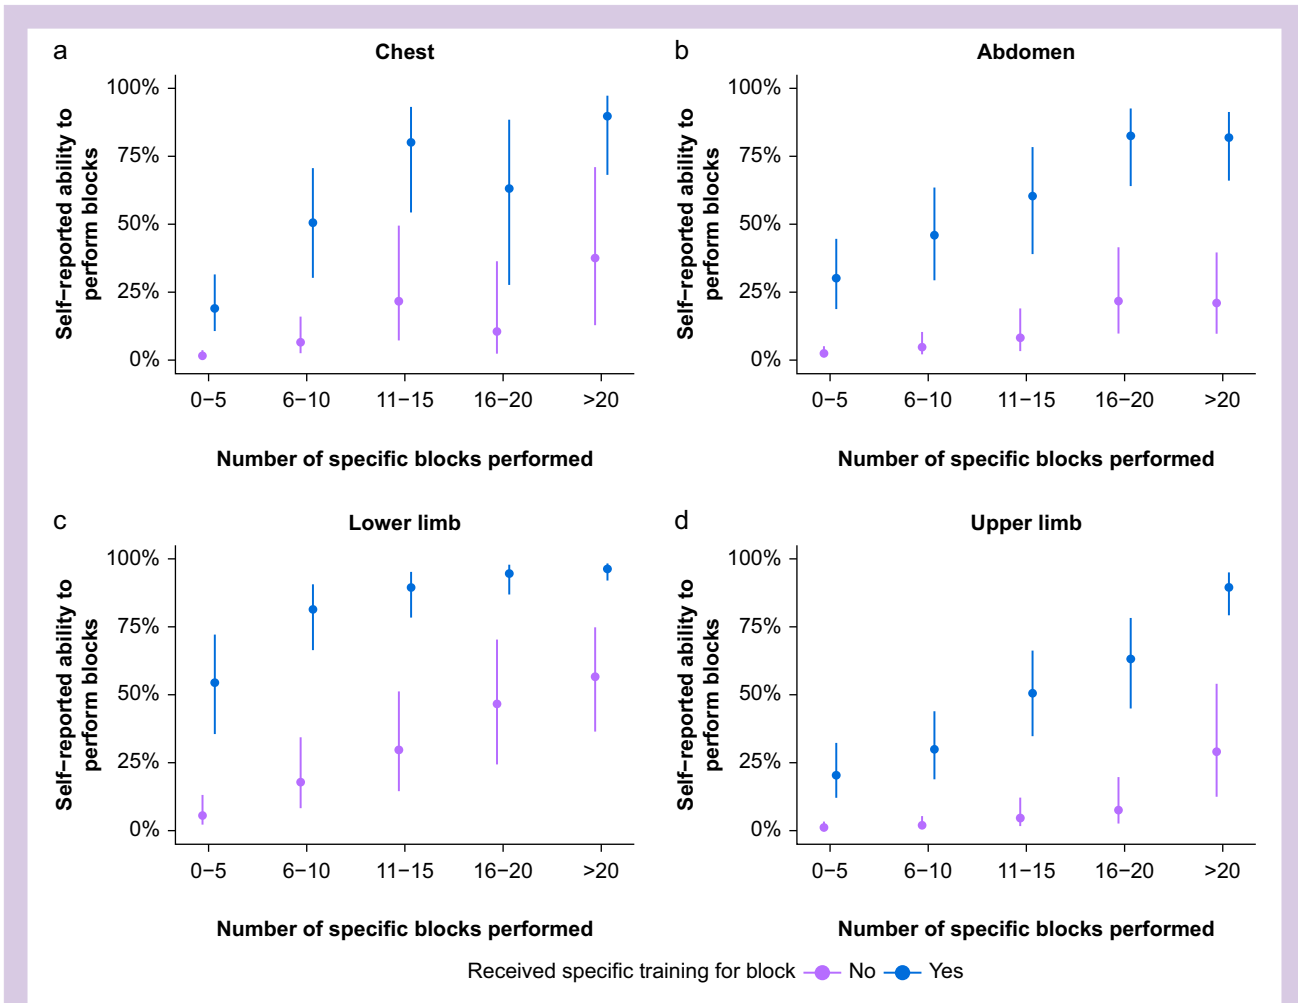 a
Chest
Self−reported ability to
perform blocks
100%
75%
50%
25%
0%
0−5 6−10 11−15 16−20 >20
Number of specific blocks performed
b
Abdomen
Self−reported ability to
perform blocks
100%
75%
50%
25%
0%
0−5 6−10 11−15 16−20 >20
Number of specific blocks performed
c
Lower limb
Self−reported ability to
perform blocks
100%
75%
50%
25%
0%
0−5 6−10 11−15 16−20 >20
Number of specific blocks performed
d
Upper limb
Self−reported ability to
perform blocks
100%
75%
50%
25%
0%
0−5 6−10 11−15 16−20 >20
Number of specific blocks performed
Received specific training for block No Yes